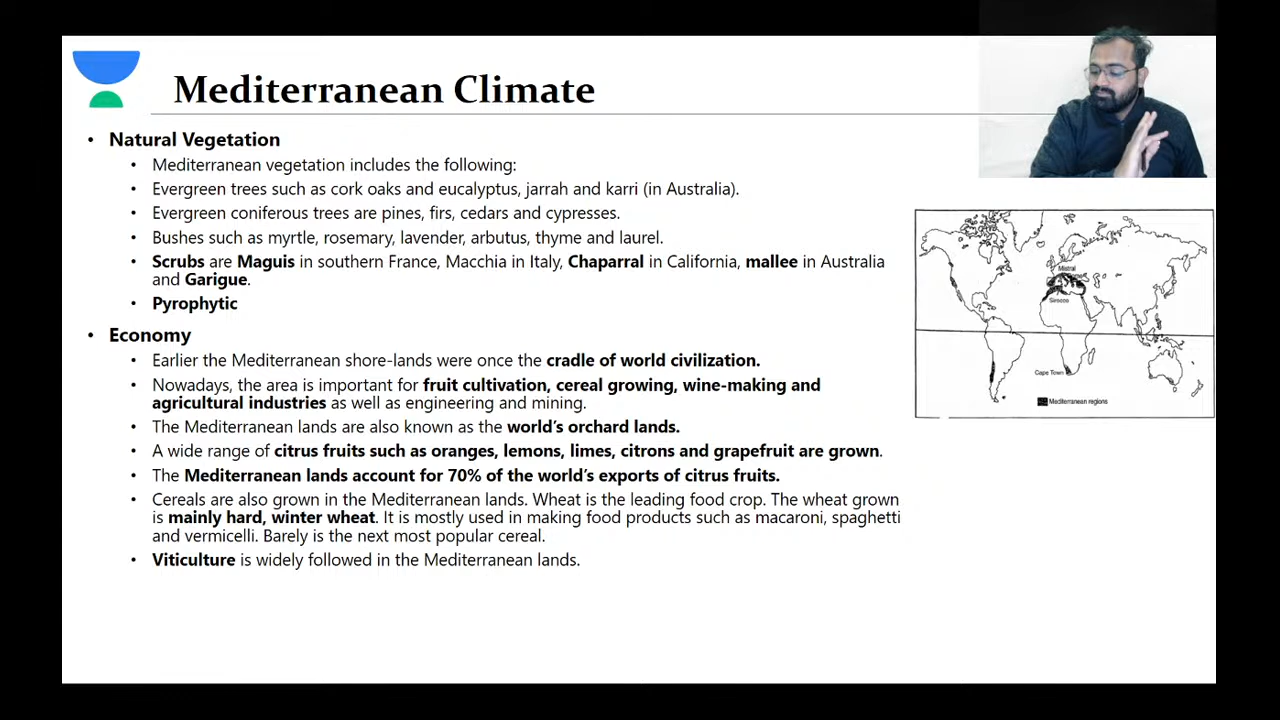 Mediterranean Climate
• Natural Vegetation
• Mediterranean vegetation includes the following:
• Evergreen trees such as cork oaks and eucalyptus, jarrah and karri (in Australia).
• Evergreen coniferous trees are pines, firs, cedars and cypresses.
• Bushes such as myrtle, rosemary, lavender, arbutus, thyme and laurel.
• Scrubs are Maguis in southern France, Macchia in Italy, Chaparral in California, mallee in Australia
and Garigue.
• Pyrophytic
• Economy
• Earlier the Mediterranean shore-lands were once the cradle of world civilization.
• Nowadays, the area is important for fruit cultivation, cereal growing, wine-making and
agricultural industries as well as engineering and mining.
• The Mediterranean lands are also known as the world's orchard lands.
• A wide range of citrus fruits such as oranges, lemons, limes, citrons and grapefruit are grown.
• The Mediterranean lands account for 70% of the world's exports of citrus fruits.
• Cereals are also grown in the Mediterranean lands. Wheat is the leading food crop. The wheat grown
is mainly hard, winter wheat. It is mostly used in making food products such as macaroni, spaghetti
and vermicelli. Barely is the next most popular cereal.
• Viticulture is widely followed in the Mediterranean lands.
Mistral
Sirocco
Cape Town
Mediterranean regions